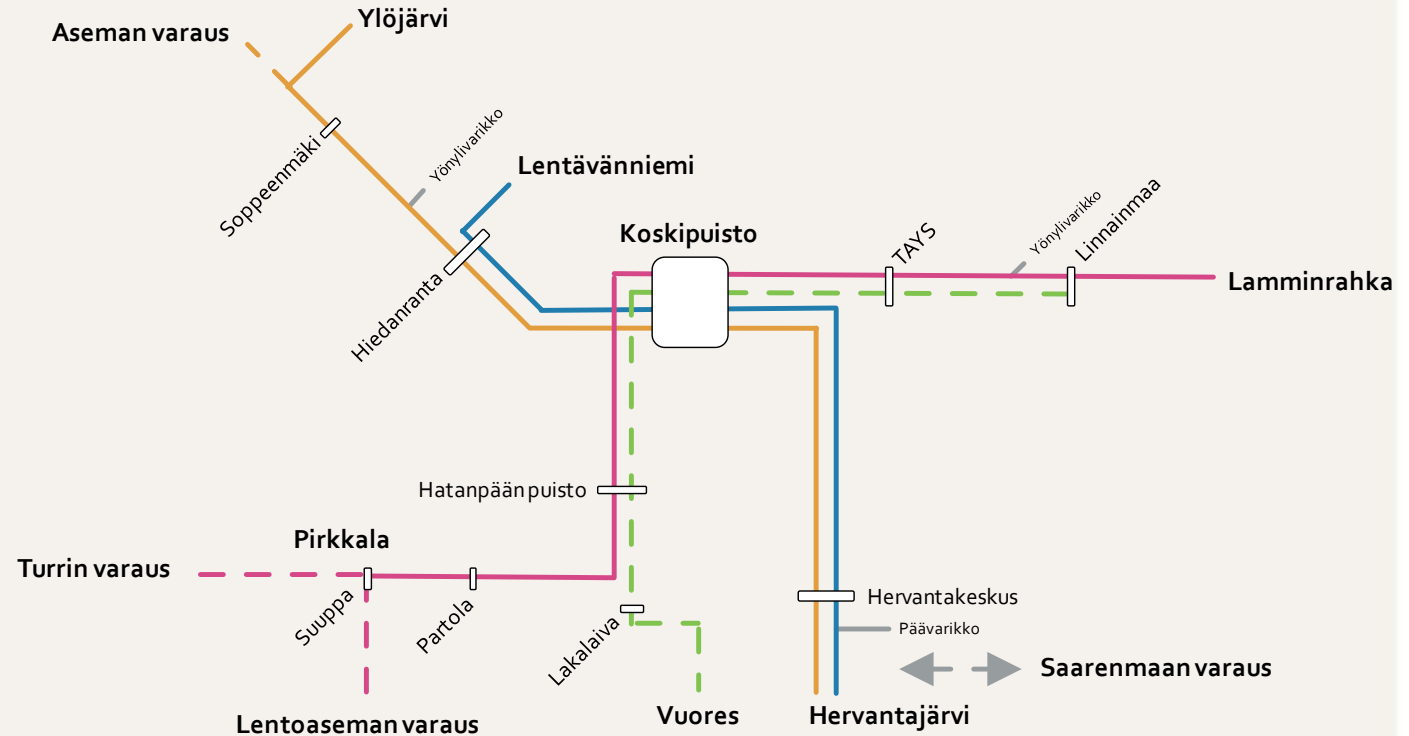 Ylöjärvi
Aseman varaus
Soppeenmäki
Yönylivarikko
Lentävänniemi
Hiedanranta
Koskipuisto
TAYS
Yönylivarikko
Linnainmaa
Lamminrahka
Hatanpään puisto
Pirkkala
Turrin varaus
Suuppa
Partola
Lakalaiva
Hervantakeskus
Päävarikko
Saarenmaan varaus
Lentoaseman varaus
Vuores
Hervantajärvi